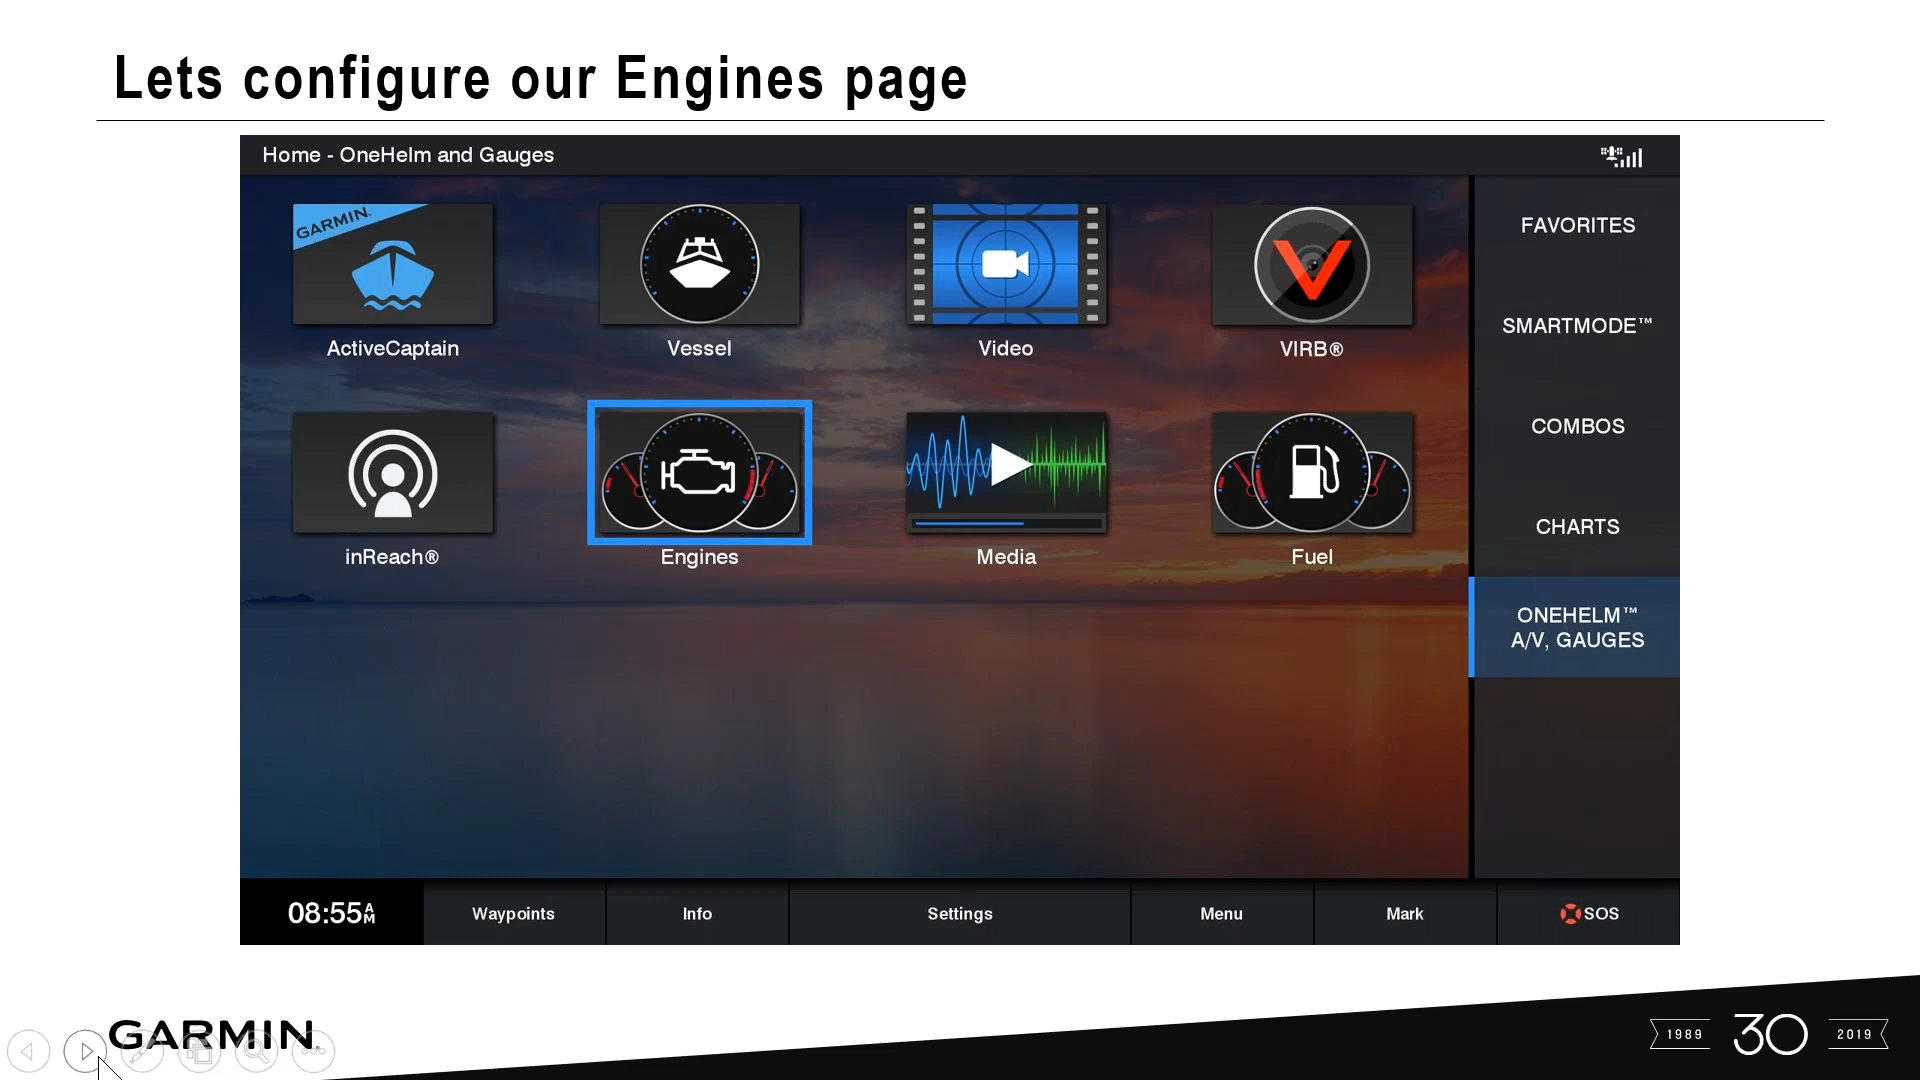 Lets configure our Engines page
Home - OneHelm and Gauges
GARMIN
ActiveCaptain
Vessel
Video
VIRB®
inReach®
Engines
Media
Fuel
FAVORITES
SMARTMODE™
COMBOS
CHARTS
ONEHELM™
A/V, GAUGES
08:55AM
Waypoints
Info
Settings
Menu
Mark
SOS
GARMIN
1989
30
2019